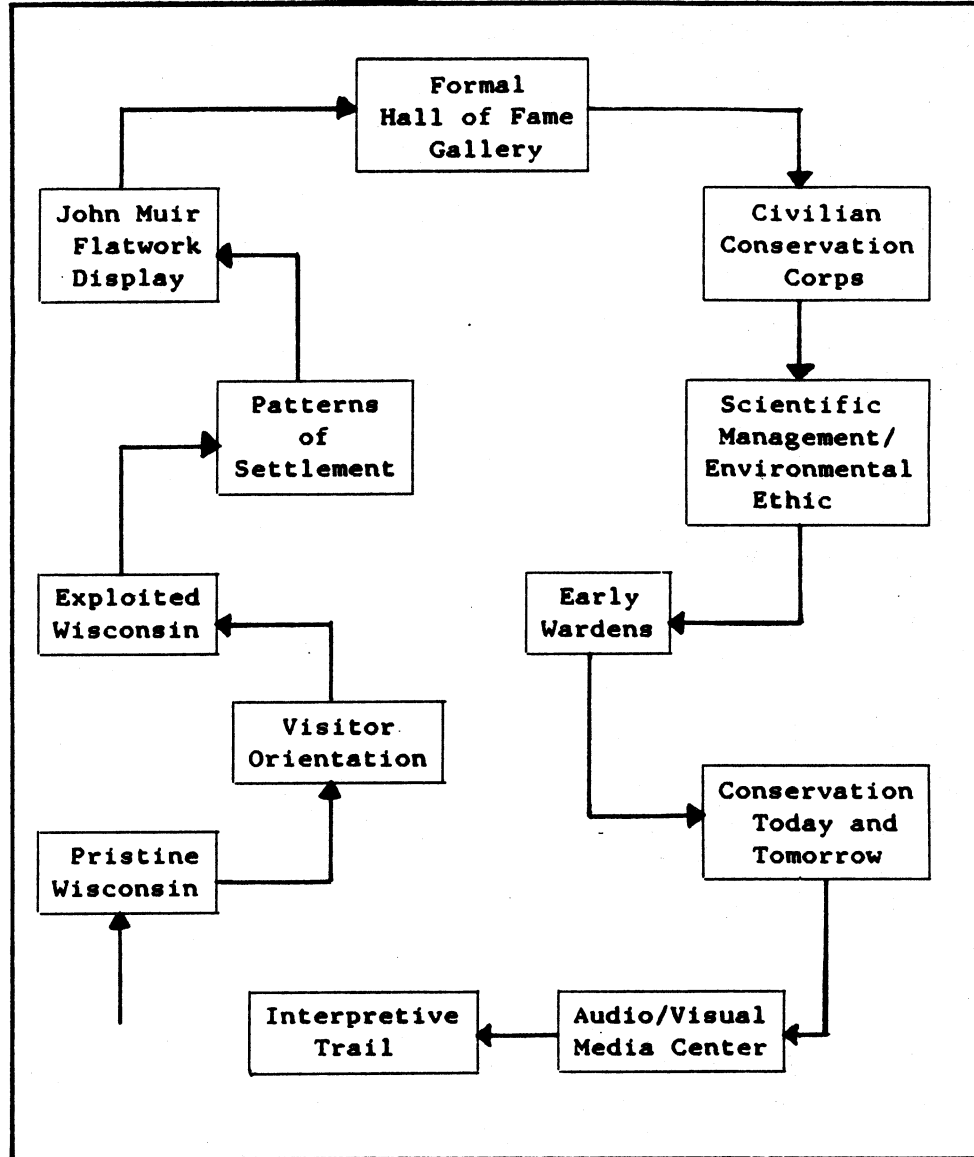 Formal
Hall of Fame
Gallery
John Muir
Flatwork
Display
Civilian
Conservation
Corps
Patterns
of
Settlement
Scientific
Management/
Environmental
Ethic
Exploited
Wisconsin
Early
Wardens
Visitor
Orientation
Conservation
Today and
Tomorrow
Pristine
Wisconsin
Interpretive
Trail
Audio/Visual
Media Center